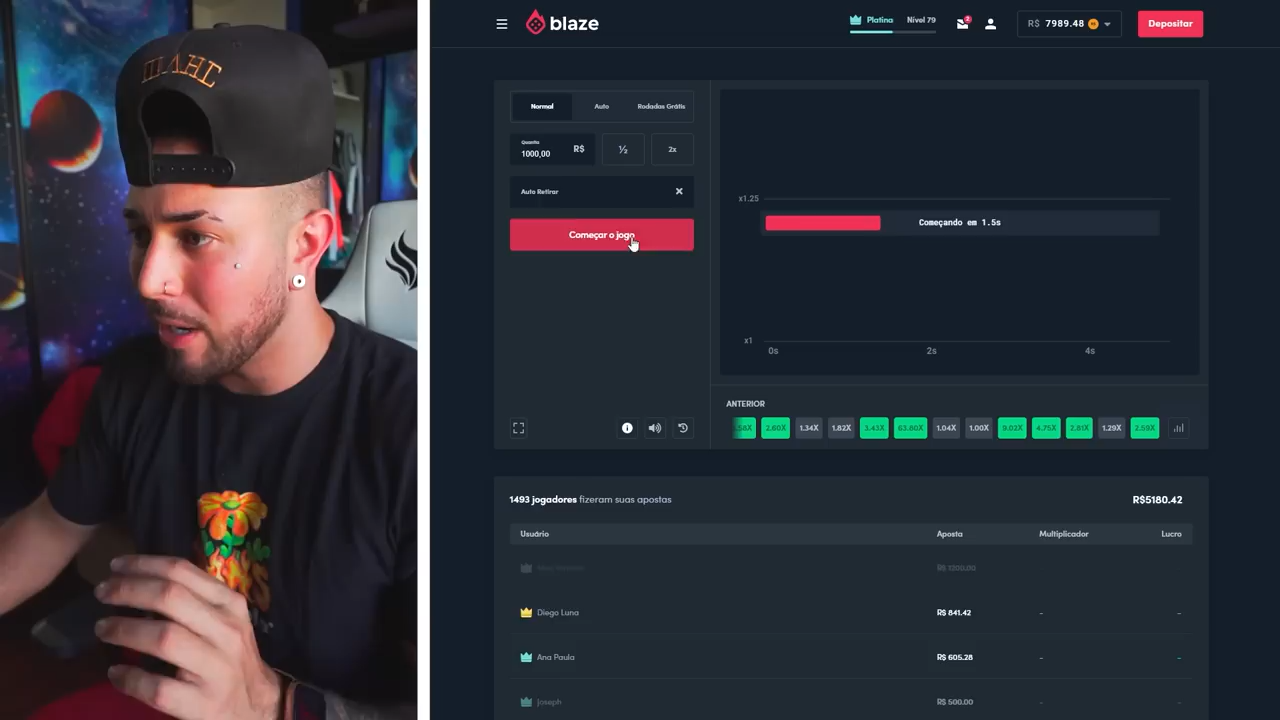 blaze
Platina
Nível 79
2
R$ 7989.48
Depositar
Normal
Auto
Rodadas Grátis
Quantia
1000,00
R$
½
2x
Auto Retirar
Começar o jogo
x1.25
Começando em 1.5s
x1
0s
2s
4s
ANTERIOR
2.60X
1.34X
1.82X
3.43X
63.80X
1.04X
1.00X
9.02X
4.75X
2.81X
1.29X
2.59X
1493 jogadores fizeram suas apostas
R$5180.42
Usuário
Aposta
Multiplicador
Lucro
R$ 1200.00
Diego Luna
R$ 841.42
-
-
Ana Paula
R$ 605.28
-
-
joseph
R$ 500.00
-
-